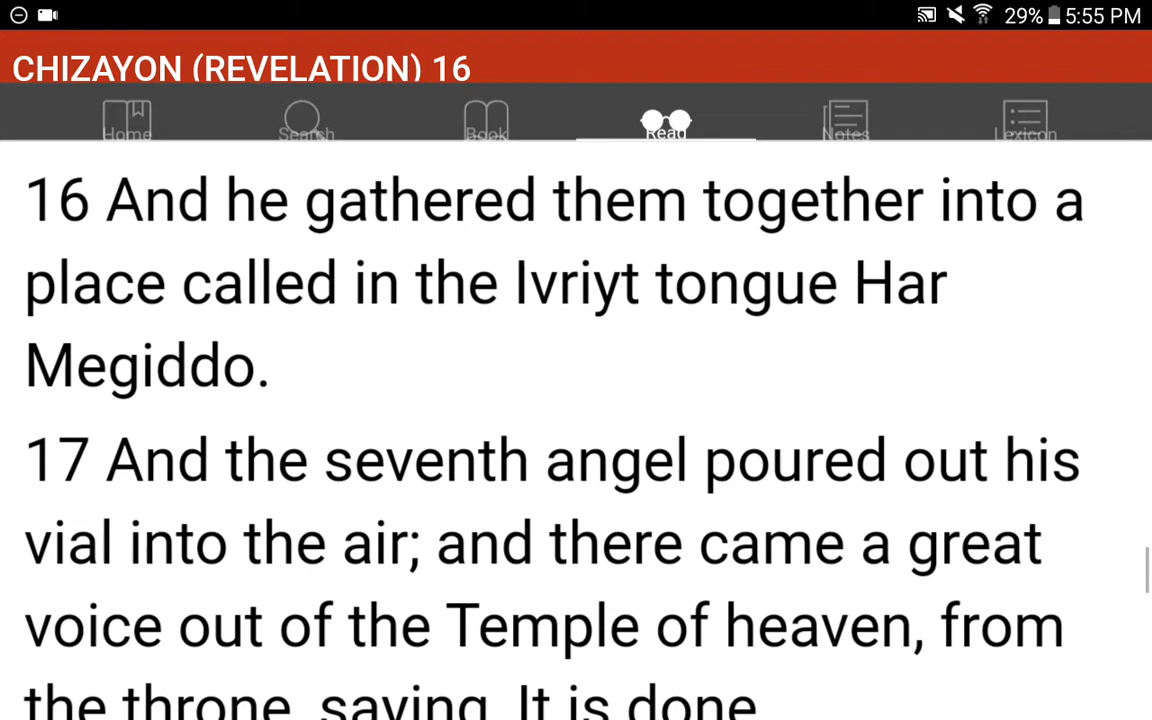 29% 5:55 PM
CHIZAYON (REVELATION) 16
Home Search Book Read Notes Lexicon
16 And he gathered them together into a
place called in the Ivriyt tongue Har
Megiddo.
17 And the seventh angel poured out his
vial into the air; and there came a great
voice out of the Temple of heaven, from
the throne, saying, It is done